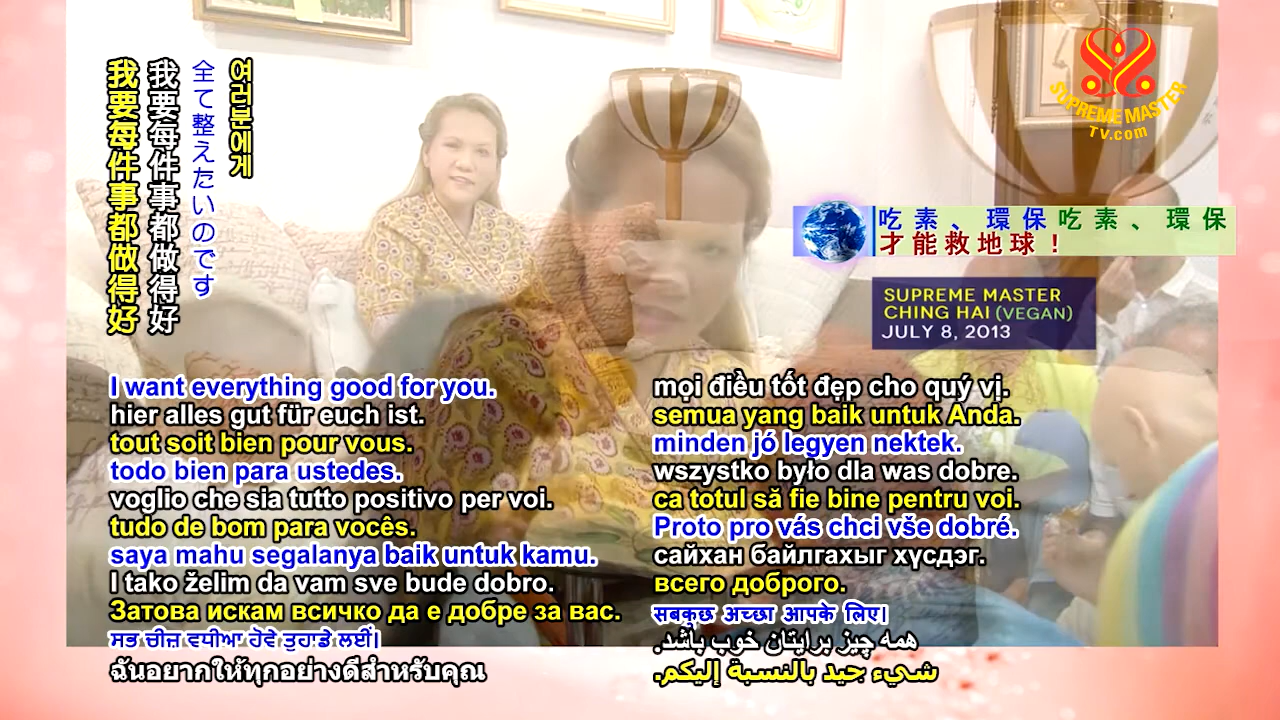 여러분에게
全て整えたいのです
我要每件事都做得好
我要每件事都做得好
SUPREME MASTER
TV.com
吃素、環保吃素、環保
才能救地球！
SUPREME MASTER
CHING HAI (VEGAN)
JULY 8, 2013
I want everything good for you.
hier alles gut für euch ist.
tout soit bien pour vous.
todo bien para ustedes.
voglio che sia tutto positivo per voi.
tudo de bom para vocês.
saya mahu segalanya baik untuk kamu.
I tako želim da vam sve bude dobro.
Затова искам всичко да е добре за вас.
ਸਭ ਚੀਜ਼ ਵਧੀਆ ਹੋਵੇ ਤੁਹਾਡੇ ਲਈ।
ฉันอยากให้ทุกอย่างดีสำหรับคุณ
mọi điều tốt đẹp cho quý vị.
semua yang baik untuk Anda.
minden jó legyen nektek.
wszystko było dla was dobre.
ca totul să fie bine pentru voi.
Proto pro vás chci vše dobré.
сайхан байлгахыг хүсдэг.
всего доброго.
सबकुछ अच्छा आपके लिए।
همه چیز برایتان خوب باشد.
شيء جيد بالنسبة إليكم.